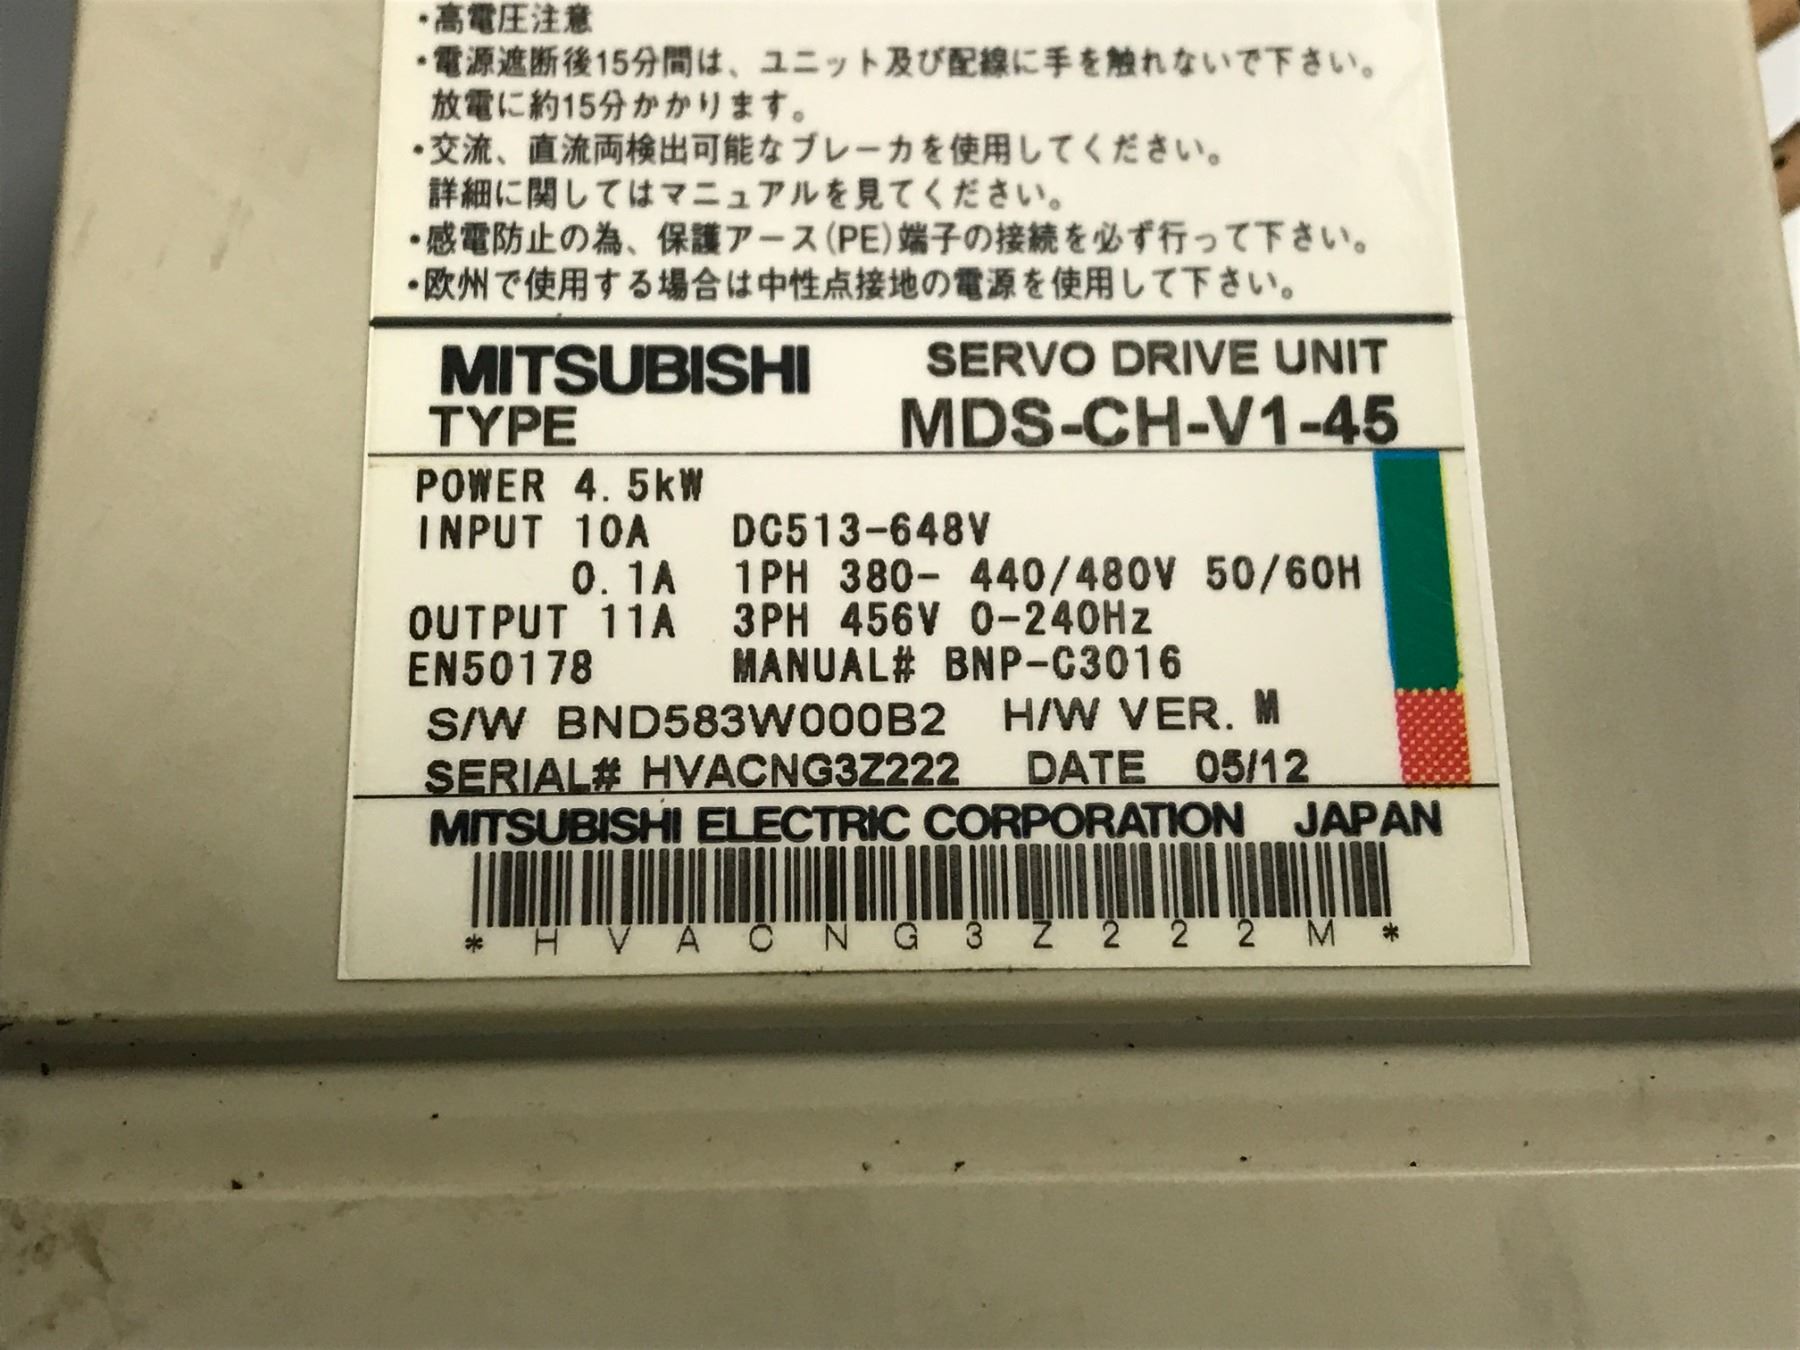 ・高電圧注意
・電源遮断後15分間は、ユニット及び配線に手を触れないで下さい。
放電に約15分かかります。
・交流、直流両検出可能なブレーカを使用してください。
詳細に関してはマニュアルを見てください。
・感電防止の為、保護アース(PE)端子の接続を必ず行って下さい。
・欧州で使用する場合は中性点接地の電源を使用して下さい。
MITSUBISHI SERVO DRIVE UNIT
TYPE MDS-CH-V1-45
POWER 4.5kW
INPUT 10A DC513-648V
0.1A 1PH 380- 440/480V 50/60H
OUTPUT 11A 3PH 456V 0-240Hz
EN50178 MANUAL# BNP-C3016
S/W BND583W000B2 H/W VER. M
SERIAL# HVACNG3Z222 DATE 05/12
MITSUBISHI ELECTRIC CORPORATION JAPAN
* H V A C N G 3 Z 2 2 2 M *